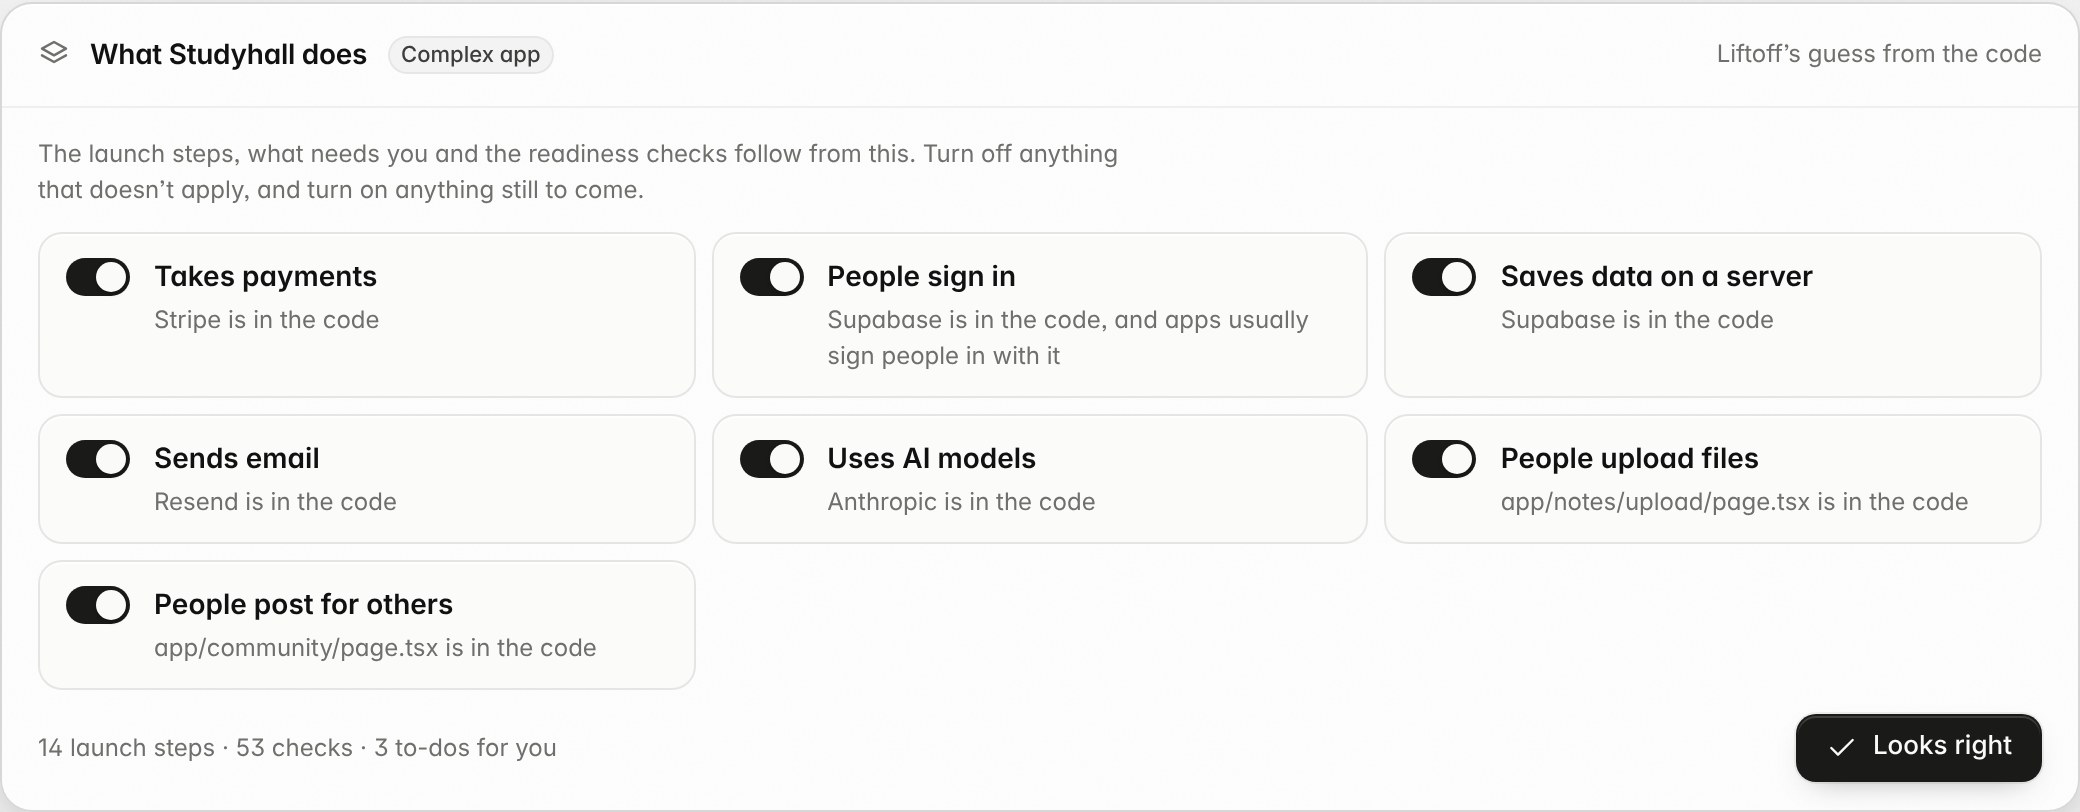 What Studyhall does
Complex app
Liftoff’s guess from the code
The launch steps, what needs you and the readiness checks follow from this. Turn off anything
that doesn’t apply, and turn on anything still to come.
Takes payments
Stripe is in the code
People sign in
Supabase is in the code, and apps usually
sign people in with it
Saves data on a server
Supabase is in the code
Sends email
Resend is in the code
Uses AI models
Anthropic is in the code
People upload files
app/notes/upload/page.tsx is in the code
People post for others
app/community/page.tsx is in the code
14 launch steps · 53 checks · 3 to-dos for you
Looks right